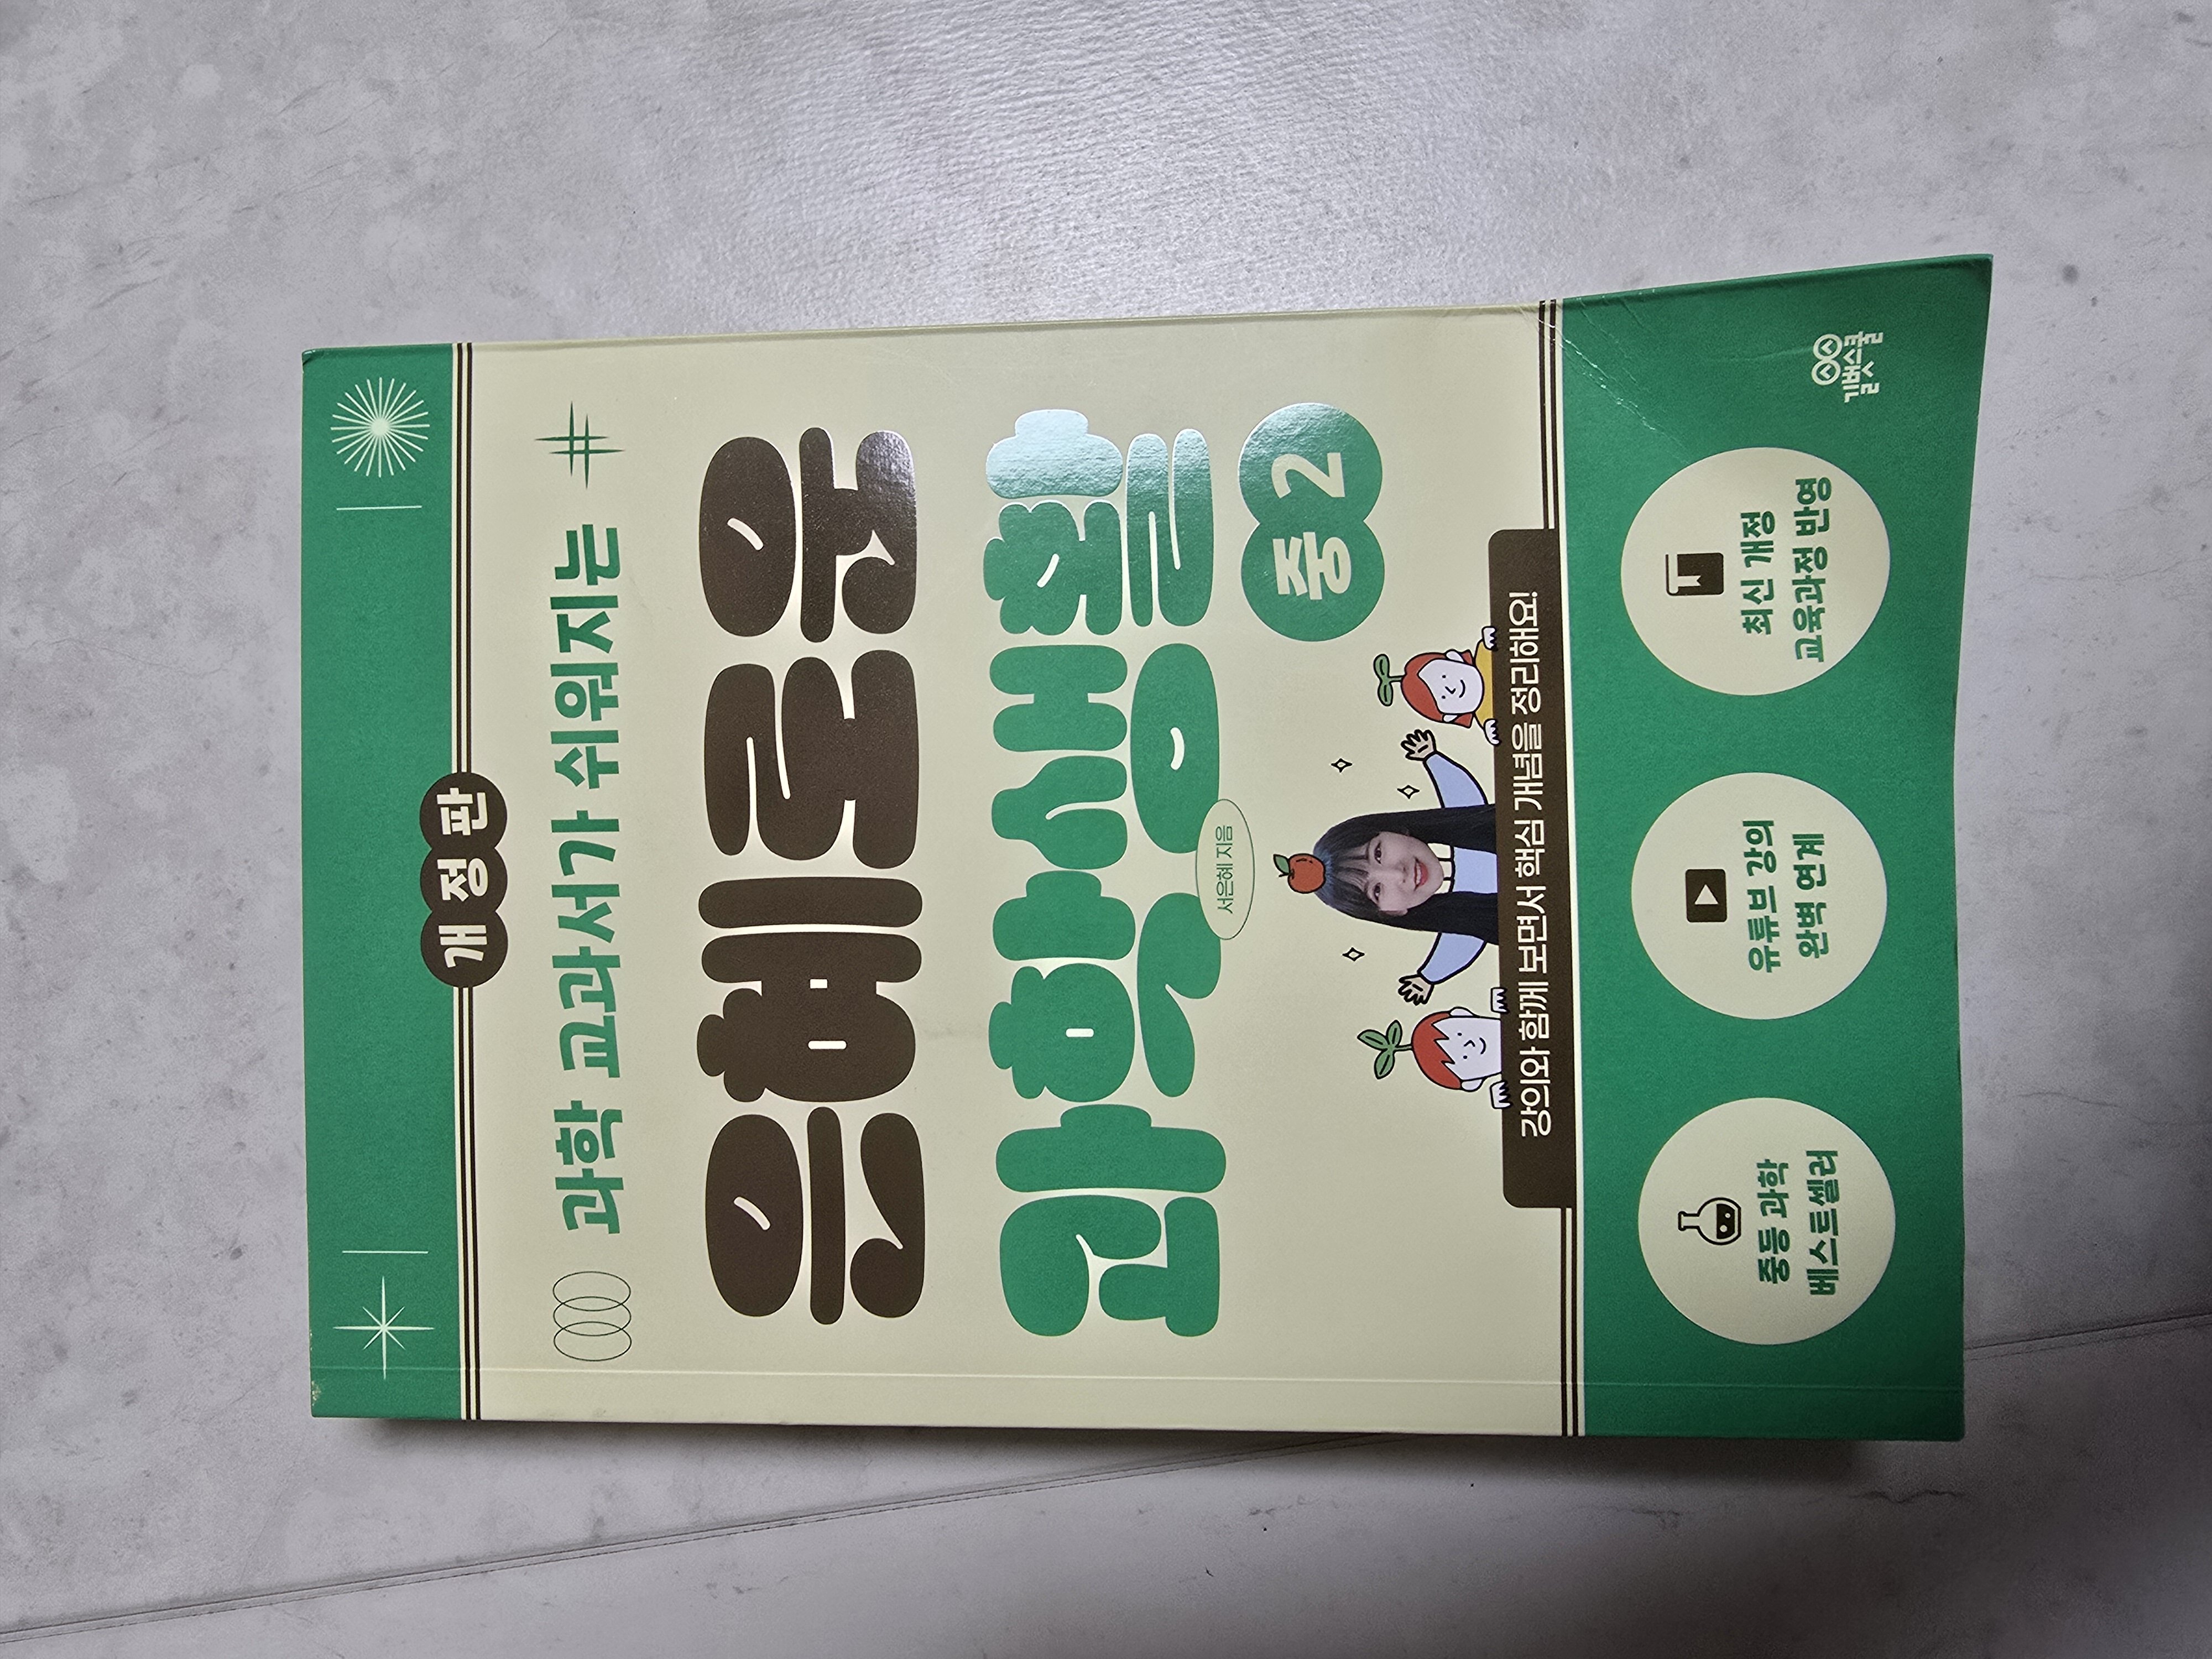 개정판
과학 교과서가 쉬워지는
은혜로운
과학생활
중2
서은혜 지음
강의와 함께 보면서 핵심 개념을 정리해요!
중등 과학
베스트셀러
유튜브 강의
완벽 연계
최신 개정
교육과정 반영
길벗스쿨